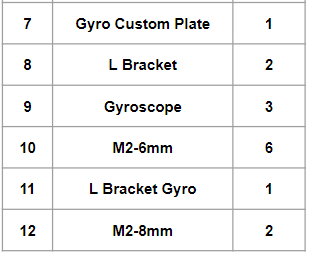 7 Gyro Custom Plate 1
8 L Bracket 2
9 Gyroscope 3
10 M2-6mm 6
11 L Bracket Gyro 1
12 M2-8mm 2